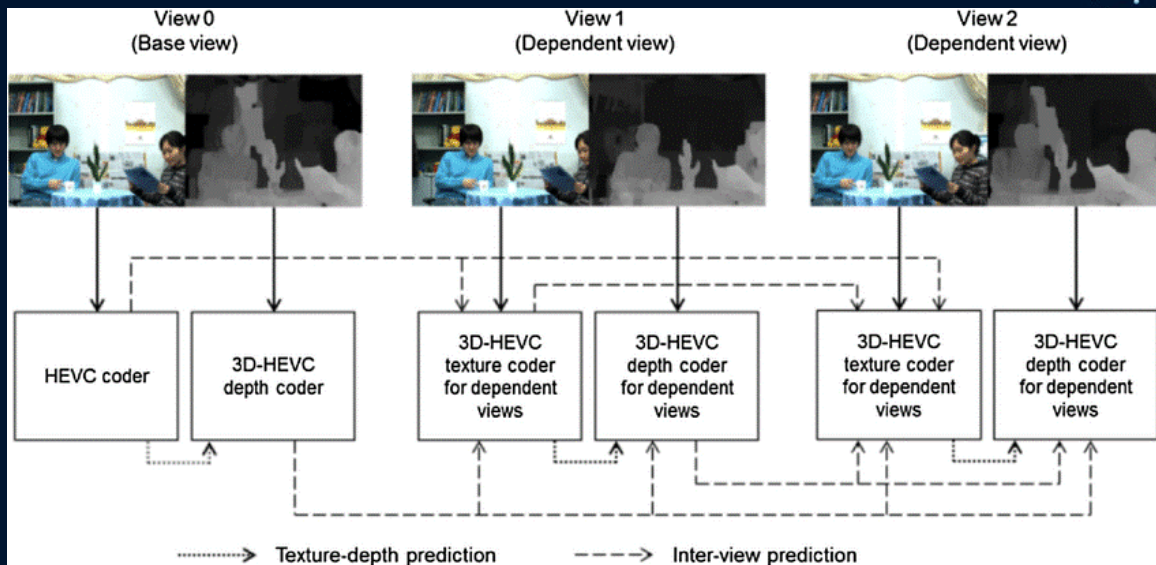 View 0
(Base view)
View 1
(Dependent view)
View 2
(Dependent view)
HEVC coder
3D-HEVC
depth coder
3D-HEVC
texture coder
for dependent
views
3D-HEVC
depth coder
for dependent
views
3D-HEVC
texture coder
for dependent
views
3D-HEVC
depth coder
for dependent
views
Texture-depth prediction
Inter-view prediction